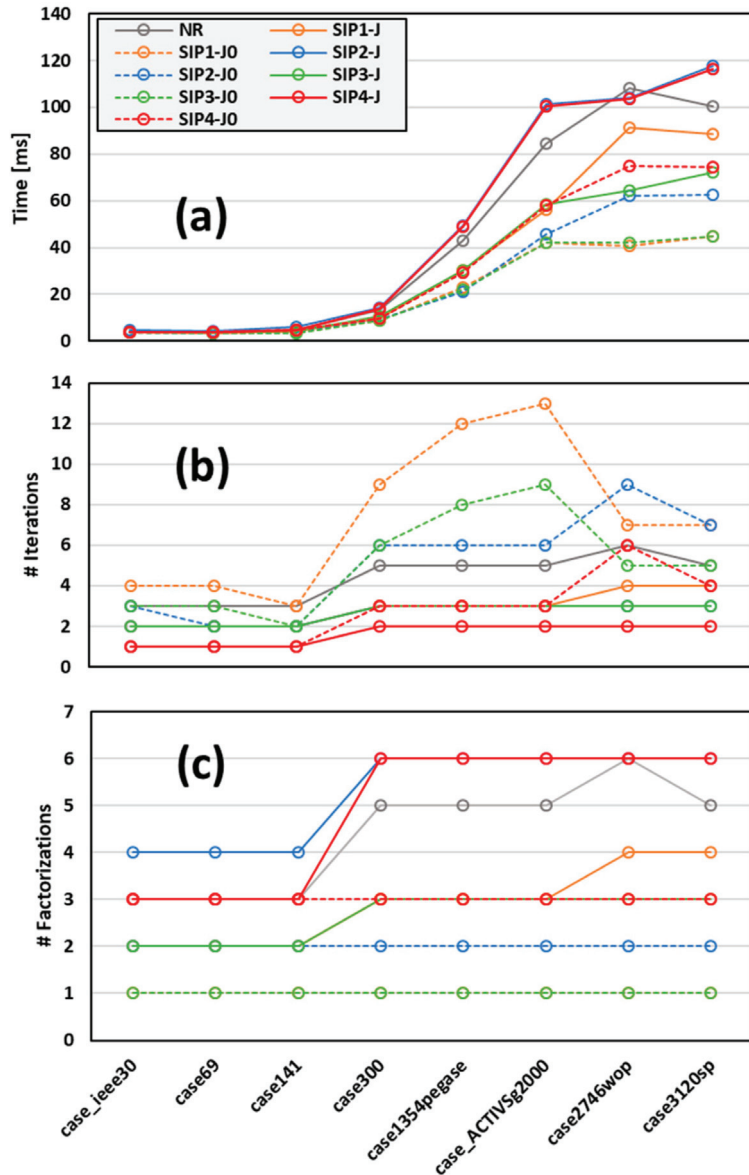 140
120
100
80
60
40
20
0
Time [ms]
NR
SIP1-J
SIP1-J0
SIP2-J
SIP2-J0
SIP3-J
SIP3-J0
SIP4-J
SIP4-J0
(a)
14
12
10
8
6
4
2
0
# Iterations
(b)
7
6
5
4
3
2
1
0
# Factorizations
(c)
case_ieee30
case69
case141
case300
case1354pegase
case_ACTIVSg2000
case2746wop
case3120sp